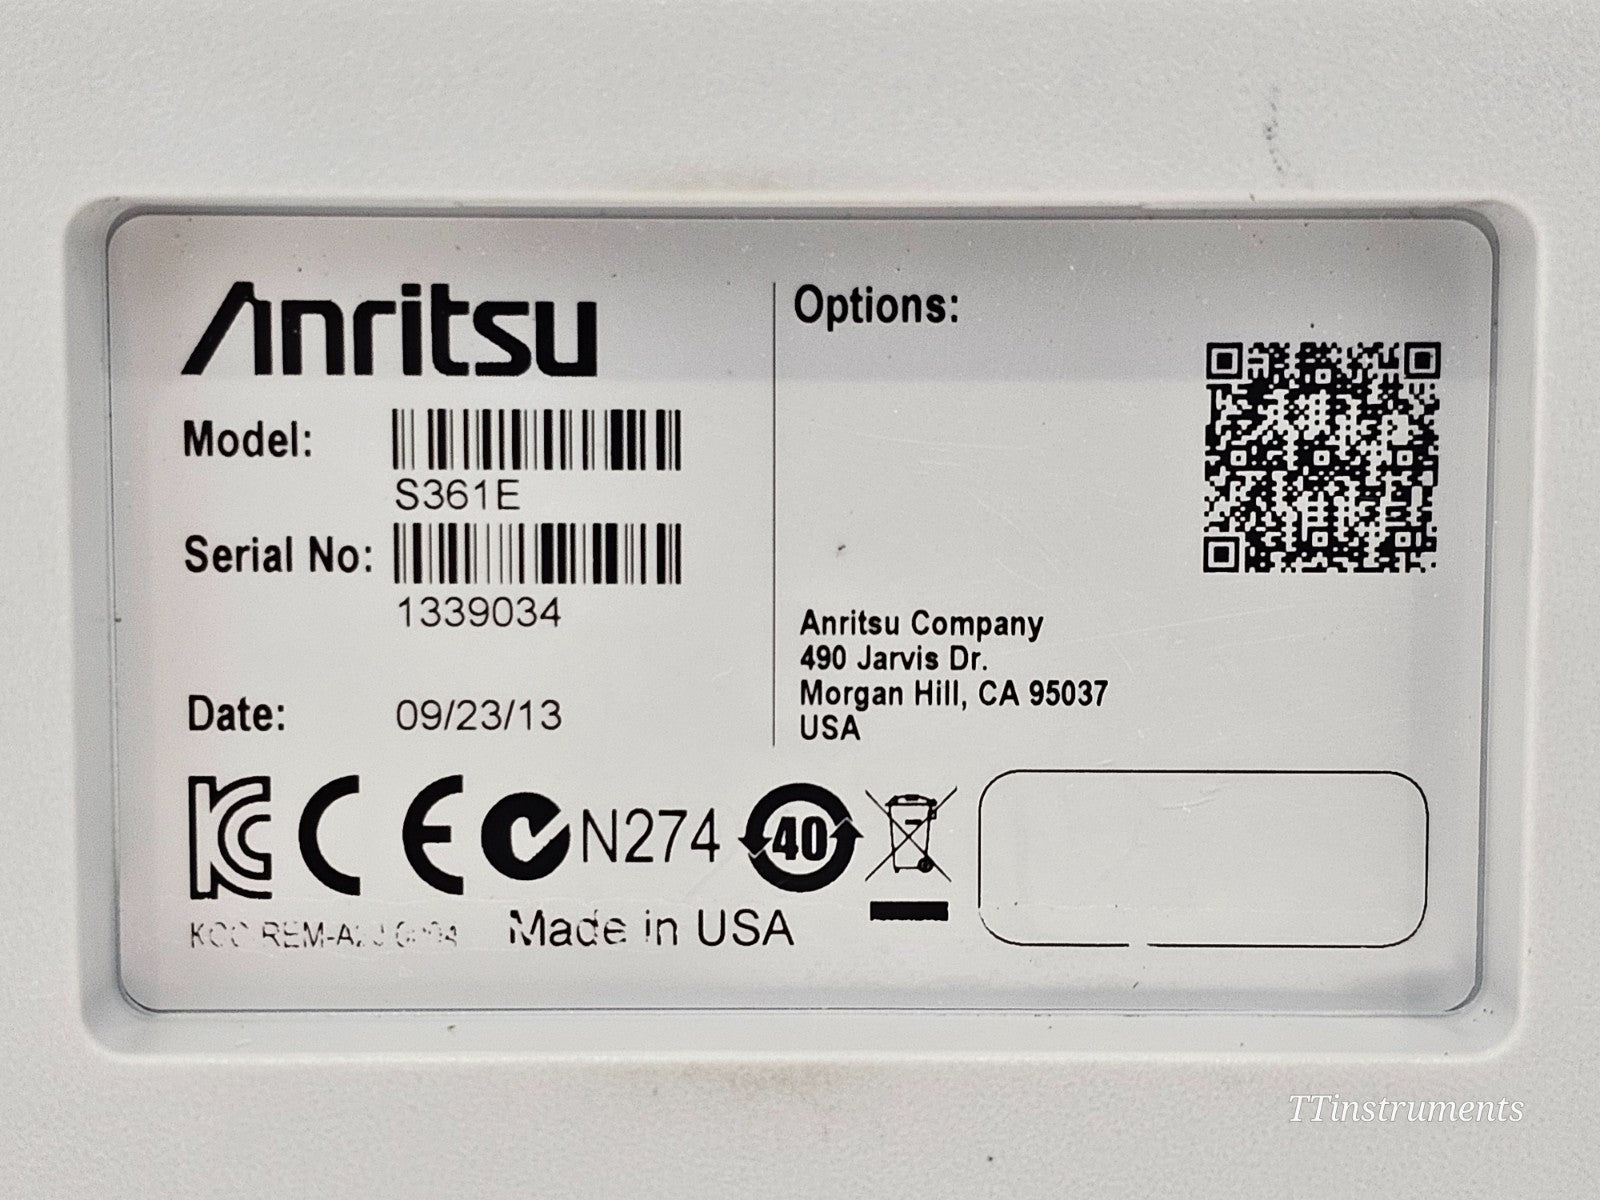 Anritsu
Model:
S361E
Serial No:
1339034
Date: 09/23/13
Options:
Anritsu Company
490 Jarvis Dr.
Morgan Hill, CA 95037
USA
CE N274 40
Made in USA
TTinstruments